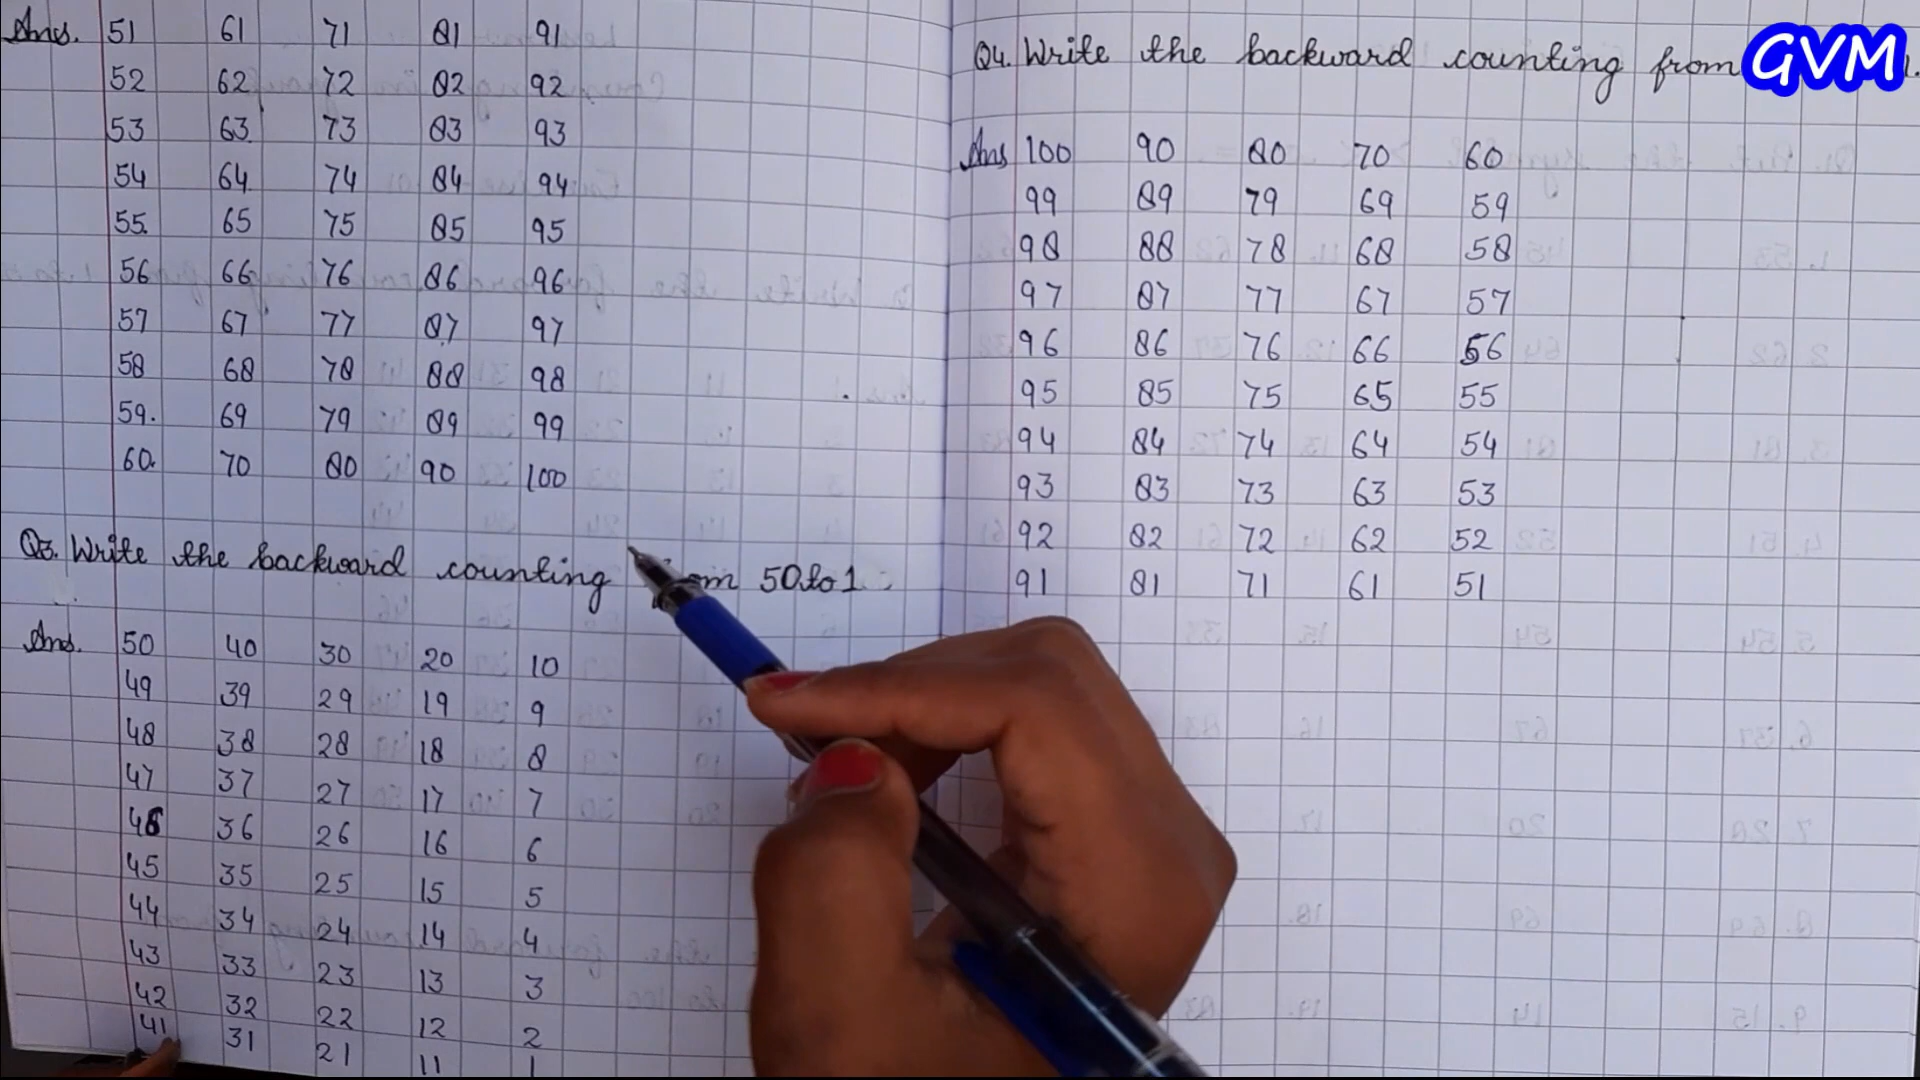 Ans. 51 61 71 81 91
52 62 72 82 92
53 63 73 83 93
54 64 74 84 94
55. 65 75 85 95
56 66 76 86 96
57 67 77 87 97
58 68 78 88 98
59. 69 79 89 99
60. 70 80 90 100
Q3. Write the backward counting 50 to 1
Ans. 50 40 30 20 10
49 39 29 19 9
48 38 28 18 8
47 37 27 17 7
46 36 26 16 6
45 35 25 15 5
44 34 24 14 4
43 33 23 13 3
42 32 22 12 2
41 31 21 11 1
Q4. Write the backward counting from
GVM
Ans 100 90 80 70 60
99 89 79 69 59
98 88 78 68 58
97 87 77 67 57
96 86 76 66 56
95 85 75 65 55
94 84 74 64 54
93 83 73 63 53
92 82 72 62 52
91 81 71 61 51